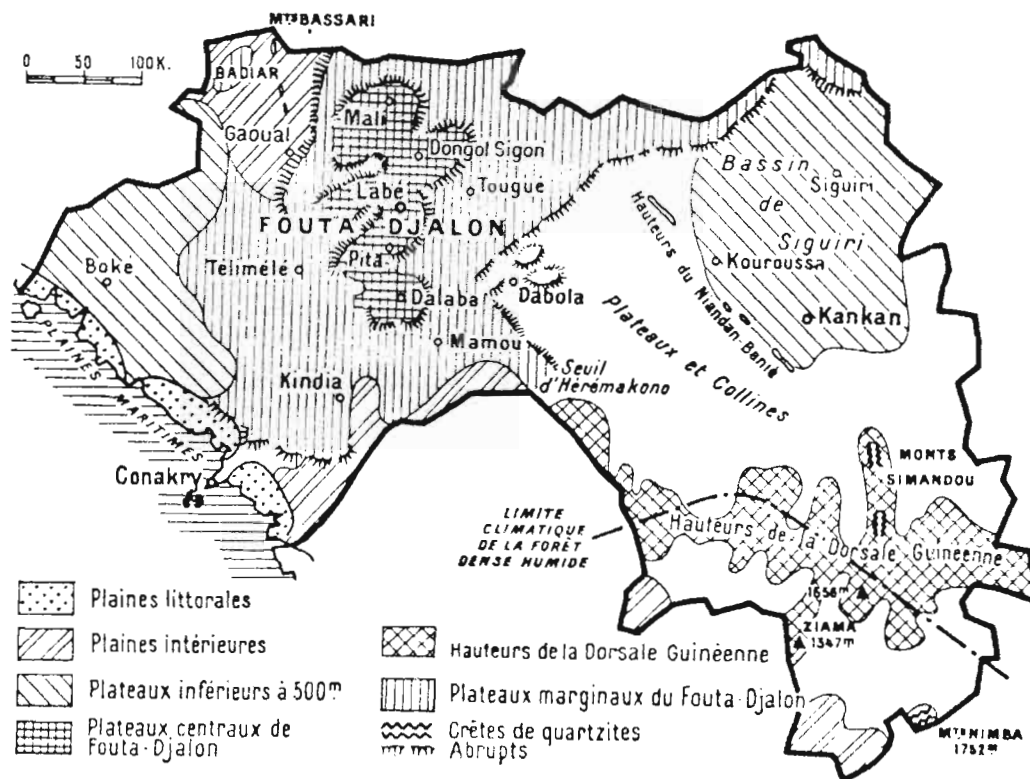 Mts BASSARI
0 50 100K.
BADIAR
Gaoual
Mali
Dongol Sigon
Labé
Tougue
FOUTA DJALON
Bassin
Siguiri
de
Siguiri
Hauteurs du Niandan-Banié
Kouroussa
Kankan
Boke
Télimélé
Pita
Dalaba
Dabola
Plateaux et Collines
Mamou
Kindia
Seuil
d'Hérémakono
PLAINES MARITIMES
Conakry
MONTS
SIMANDOU
LIMITE
CLIMATIQUE
DE LA FORÊT
DENSE HUMIDE
Hauteurs de la Dorsale Guinéenne
1656m
ZIAMA
1347m
Mts NIMBA
1752m
Plaines littorales
Plaines intérieures
Plateaux inférieurs à 500m
Plateaux centraux de
Fouta-Djalon
Hauteurs de la Dorsale Guinéenne
Plateaux marginaux du Fouta-Djalon
Crêtes de quartzites
Abrupts